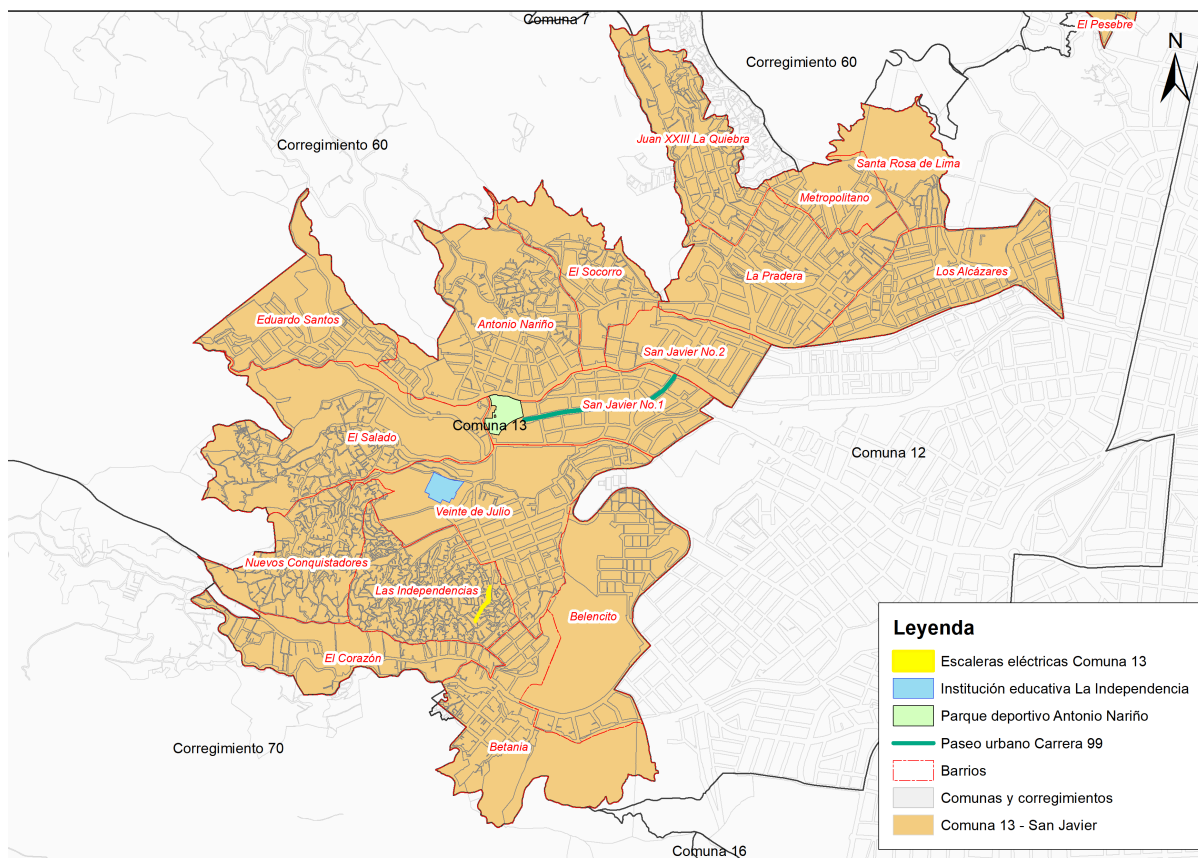 Comuna 7
El Pesebre
N
Corregimiento 60
Juan XXIII La Quiebra
Corregimiento 60
Santa Rosa de Lima
Metropolitano
El Socorro
La Pradera
Los Alcázares
Eduardo Santos
Antonio Nariño
San Javier No.2
San Javier No.1
Comuna 13
El Salado
Comuna 12
Veinte de Julio
Nuevos Conquistadores
Las Independencias
Belencito
El Corazón
Corregimiento 70
Betania
Comuna 16
Leyenda
Escaleras eléctricas Comuna 13
Institución educativa La Independencia
Parque deportivo Antonio Nariño
Paseo urbano Carrera 99
Barrios
Comunas y corregimientos
Comuna 13 - San Javier